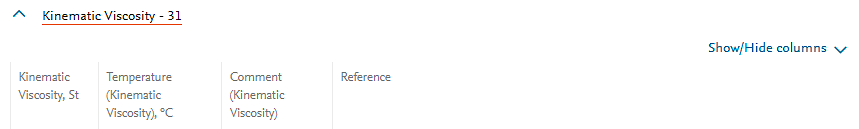 Kinematic Viscosity - 31
Show/Hide columns
Kinematic
Viscosity, St
Temperature
(Kinematic
Viscosity), °C
Comment
(Kinematic
Viscosity)
Reference